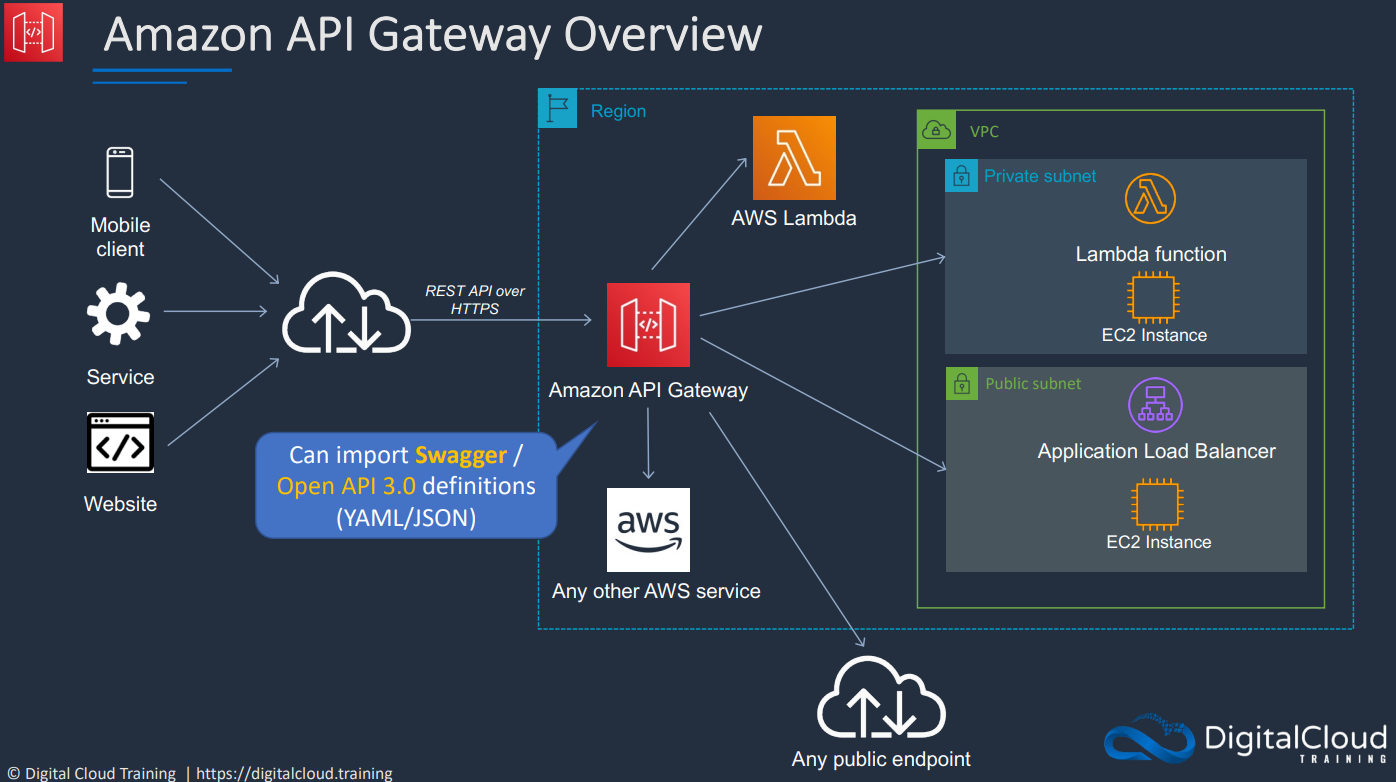 Amazon API Gateway Overview
Region
VPC
Private subnet
Mobile
client
AWS Lambda
Lambda function
REST API over
HTTPS
EC2 Instance
Service
Amazon API Gateway
Public subnet
Can import Swagger /
Open API 3.0 definitions
(YAML/JSON)
Application Load Balancer
Website
aws
EC2 Instance
Any other AWS service
Any public endpoint
DigitalCloud
TRAINING
© Digital Cloud Training | https://digitalcloud.training